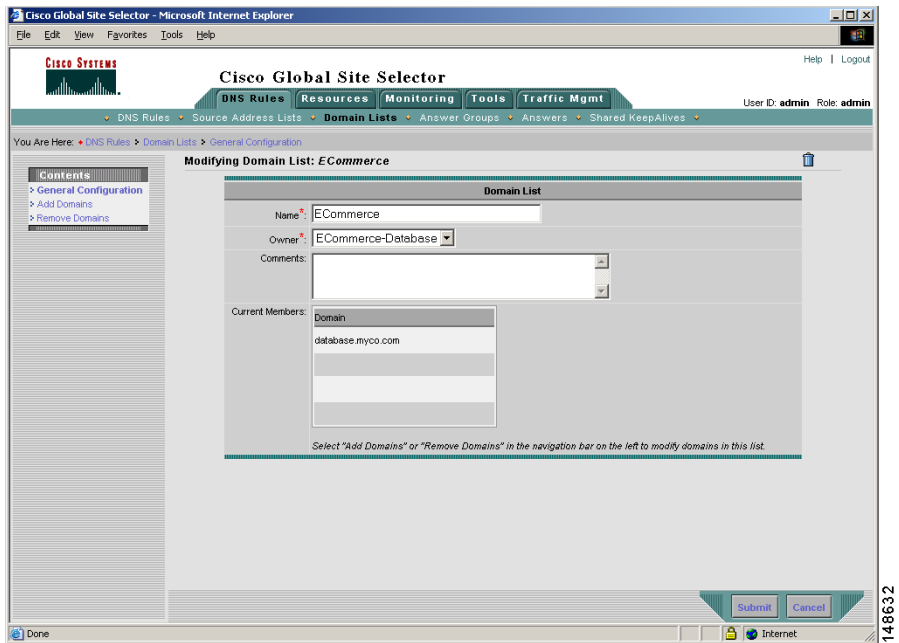 Cisco Global Site Selector - Microsoft Internet Explorer
File Edit View Favorites Tools Help
CISCO SYSTEMS
Help | Logout
Cisco Global Site Selector
DNS Rules Resources Monitoring Tools Traffic Mgmt
User ID: admin Role: admin
DNS Rules Source Address Lists Domain Lists Answer Groups Answers Shared KeepAlives
You Are Here: DNS Rules > Domain Lists > General Configuration
Modifying Domain List: ECommerce
Contents
> General Configuration
> Add Domains
> Remove Domains
Domain List
Name*: ECommerce
Owner*: ECommerce-Database
Comments:
Current Members:
Domain
database.myco.com
Select "Add Domains" or "Remove Domains" in the navigation bar on the left to modify domains in this list.
Submit Cancel
Done
Internet
148632